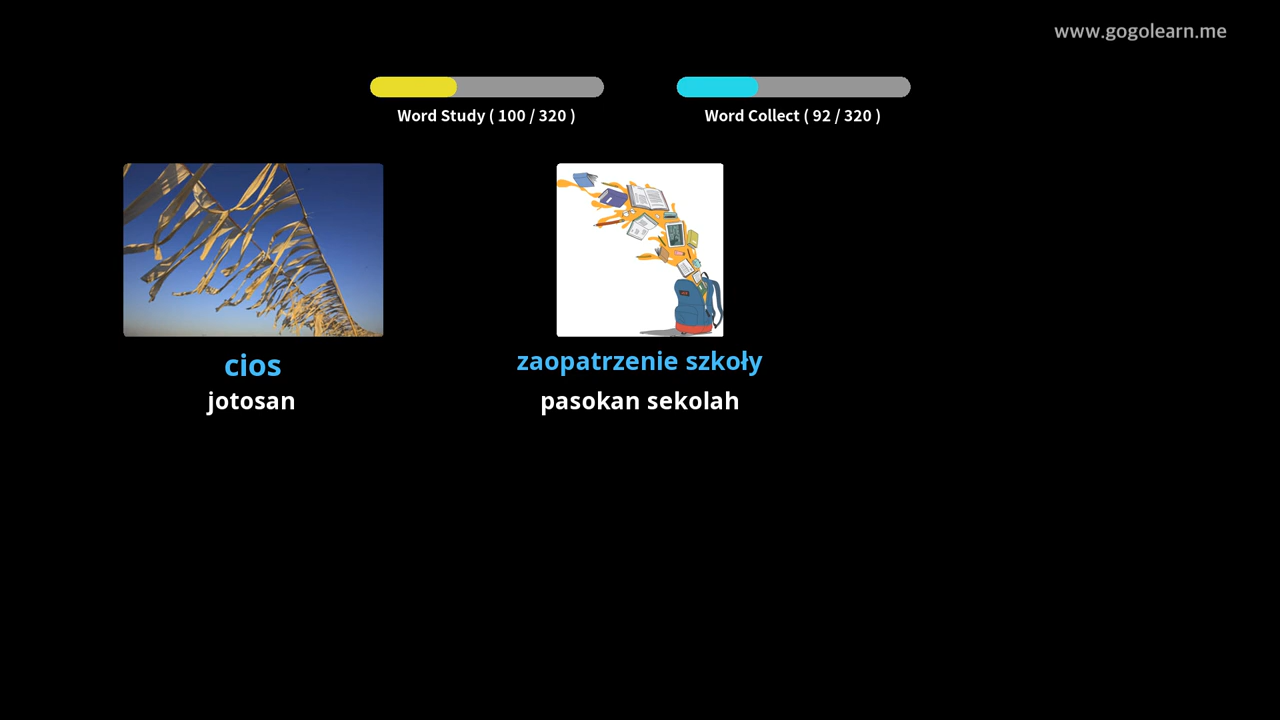 www.gogolearn.me
Word Study ( 100 / 320 )
Word Collect ( 92 / 320 )
cios
jotosan
zaopatrzenie szkoły
pasokan sekolah